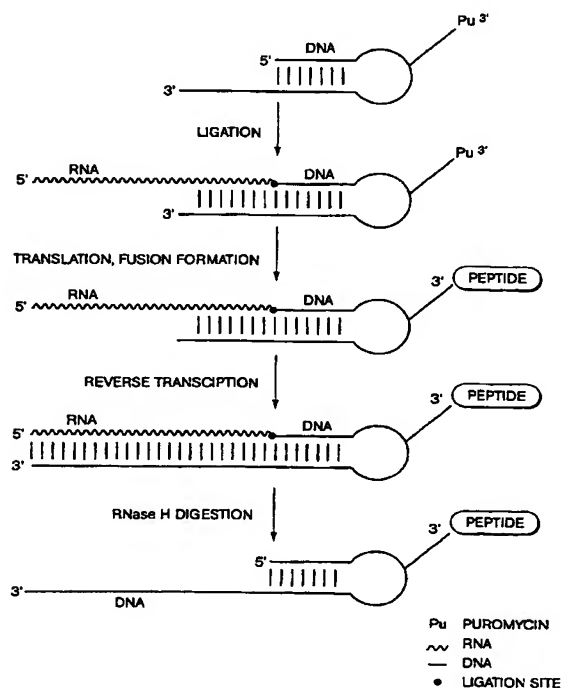 Pu 3'
5' DNA
3'
LIGATION
Pu 3'
RNA DNA
5'
3'
TRANSLATION, FUSION FORMATION
3' PEPTIDE
RNA DNA
5'
REVERSE TRANSCIPTION
3' PEPTIDE
RNA DNA
5'
3'
RNase H DIGESTION
3' PEPTIDE
5'
3'
DNA
Pu PUROMYCIN
RNA
DNA
LIGATION SITE